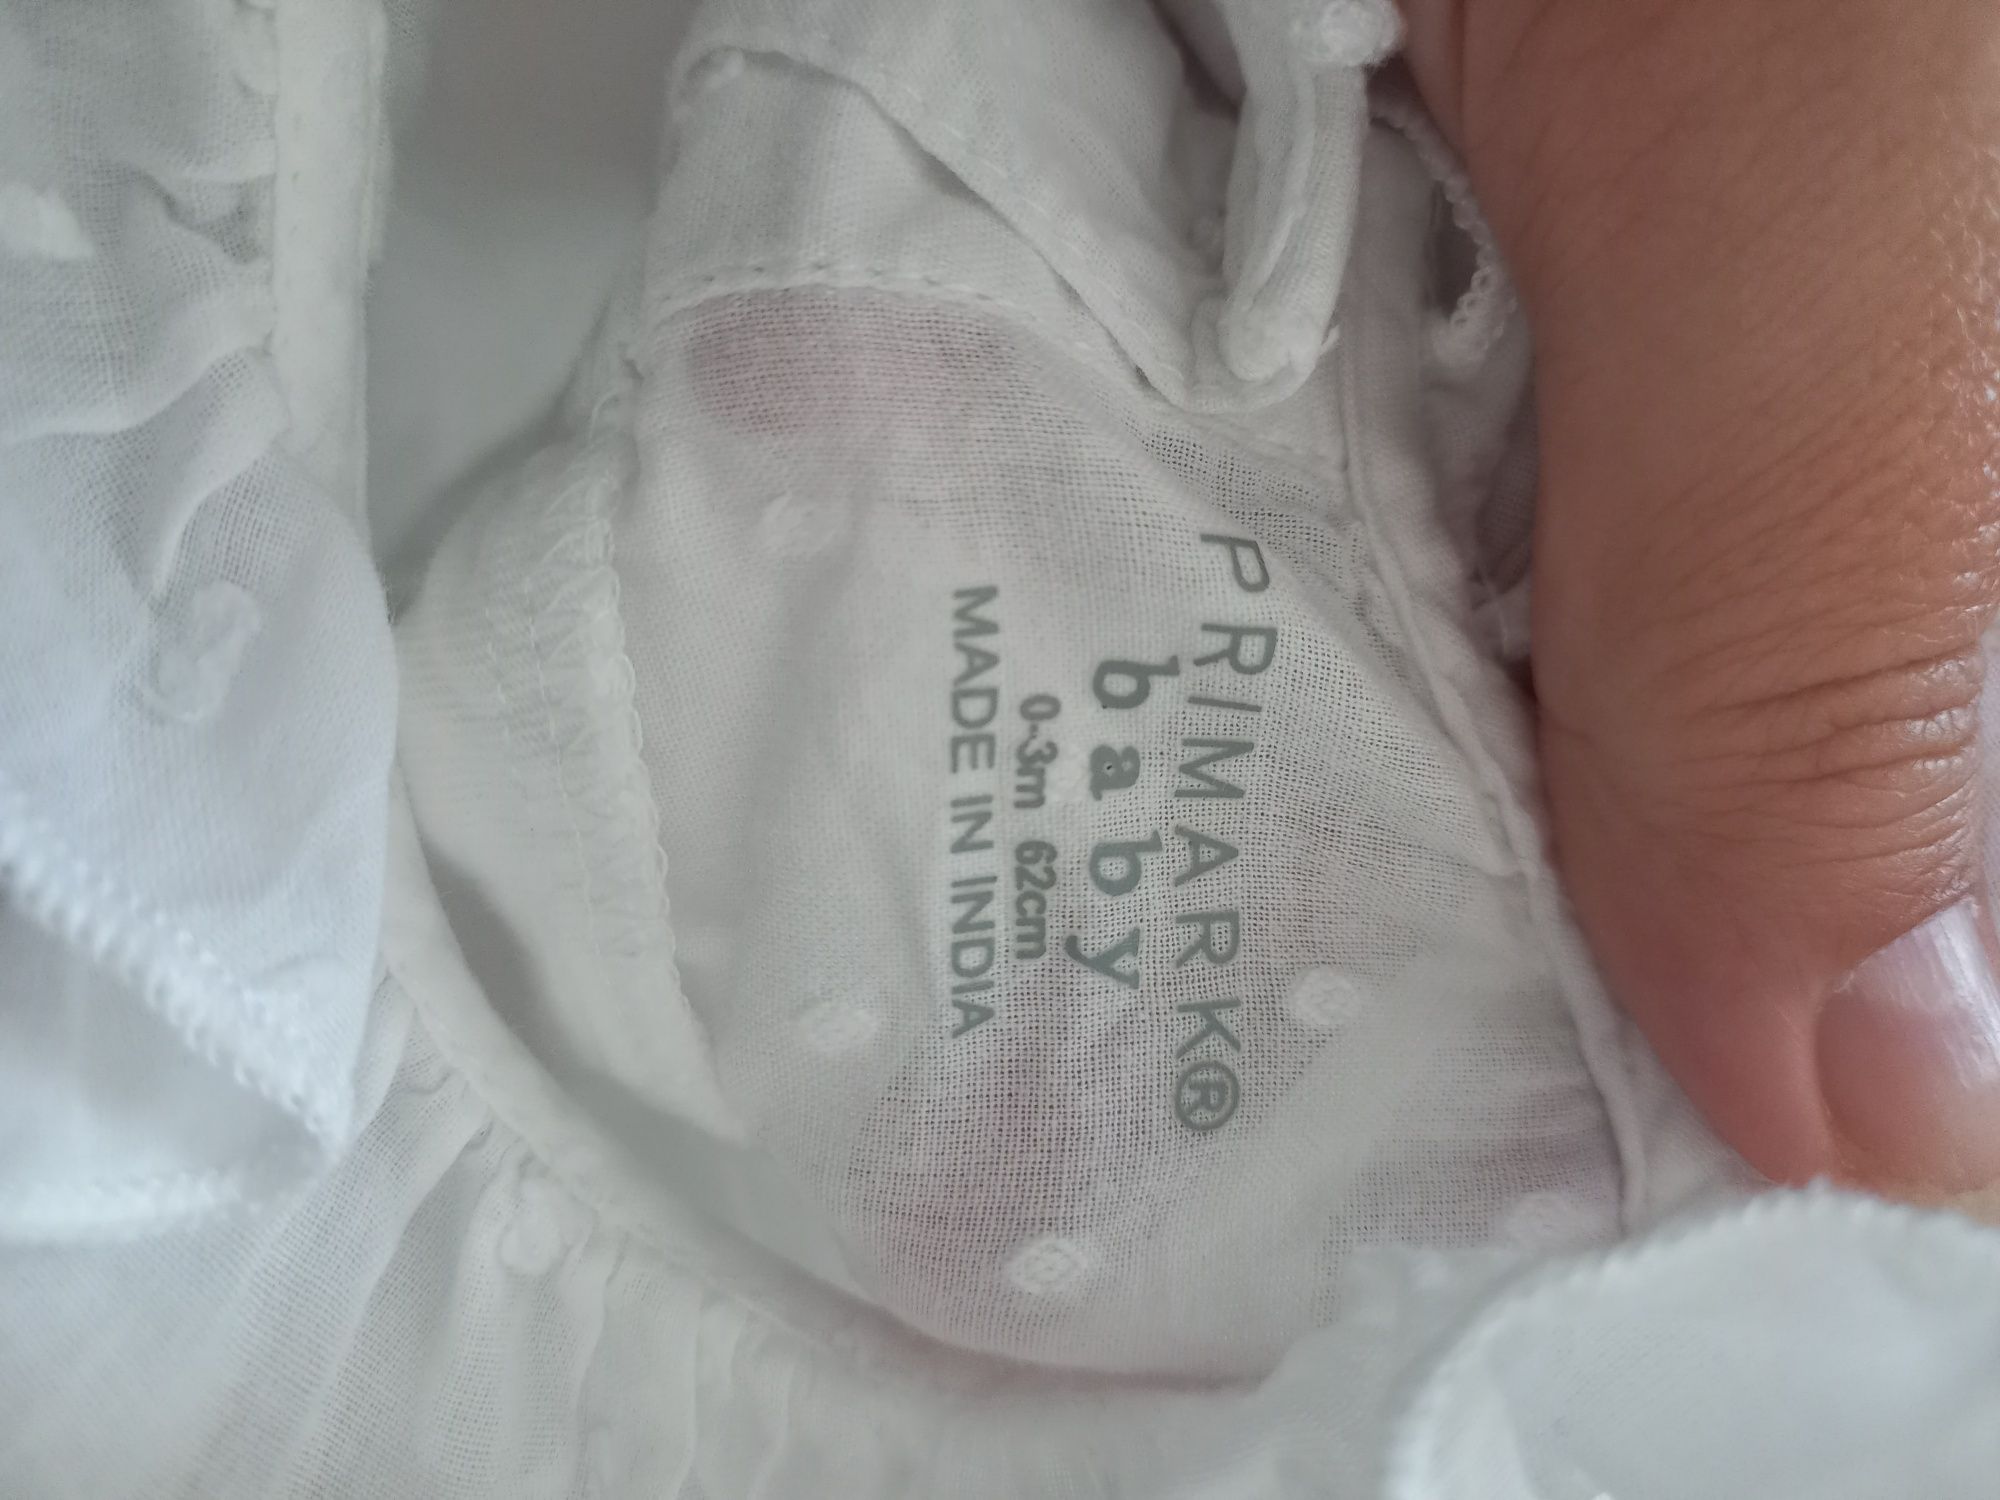 PRIMARK®
baby
0-3m 62cm
MADE IN INDIA